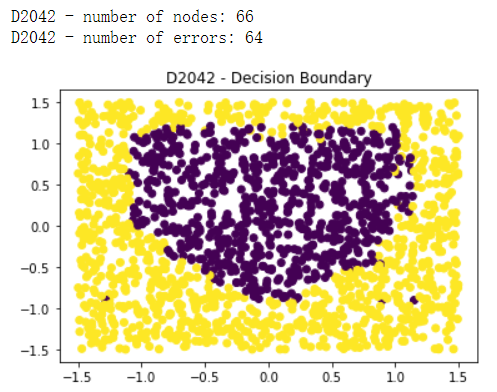 D2042 - number of nodes: 66
D2042 - number of errors: 64
D2042 - Decision Boundary
1.5
1.0
0.5
0.0
−0.5
−1.0
−1.5
−1.5 −1.0 −0.5 0.0 0.5 1.0 1.5